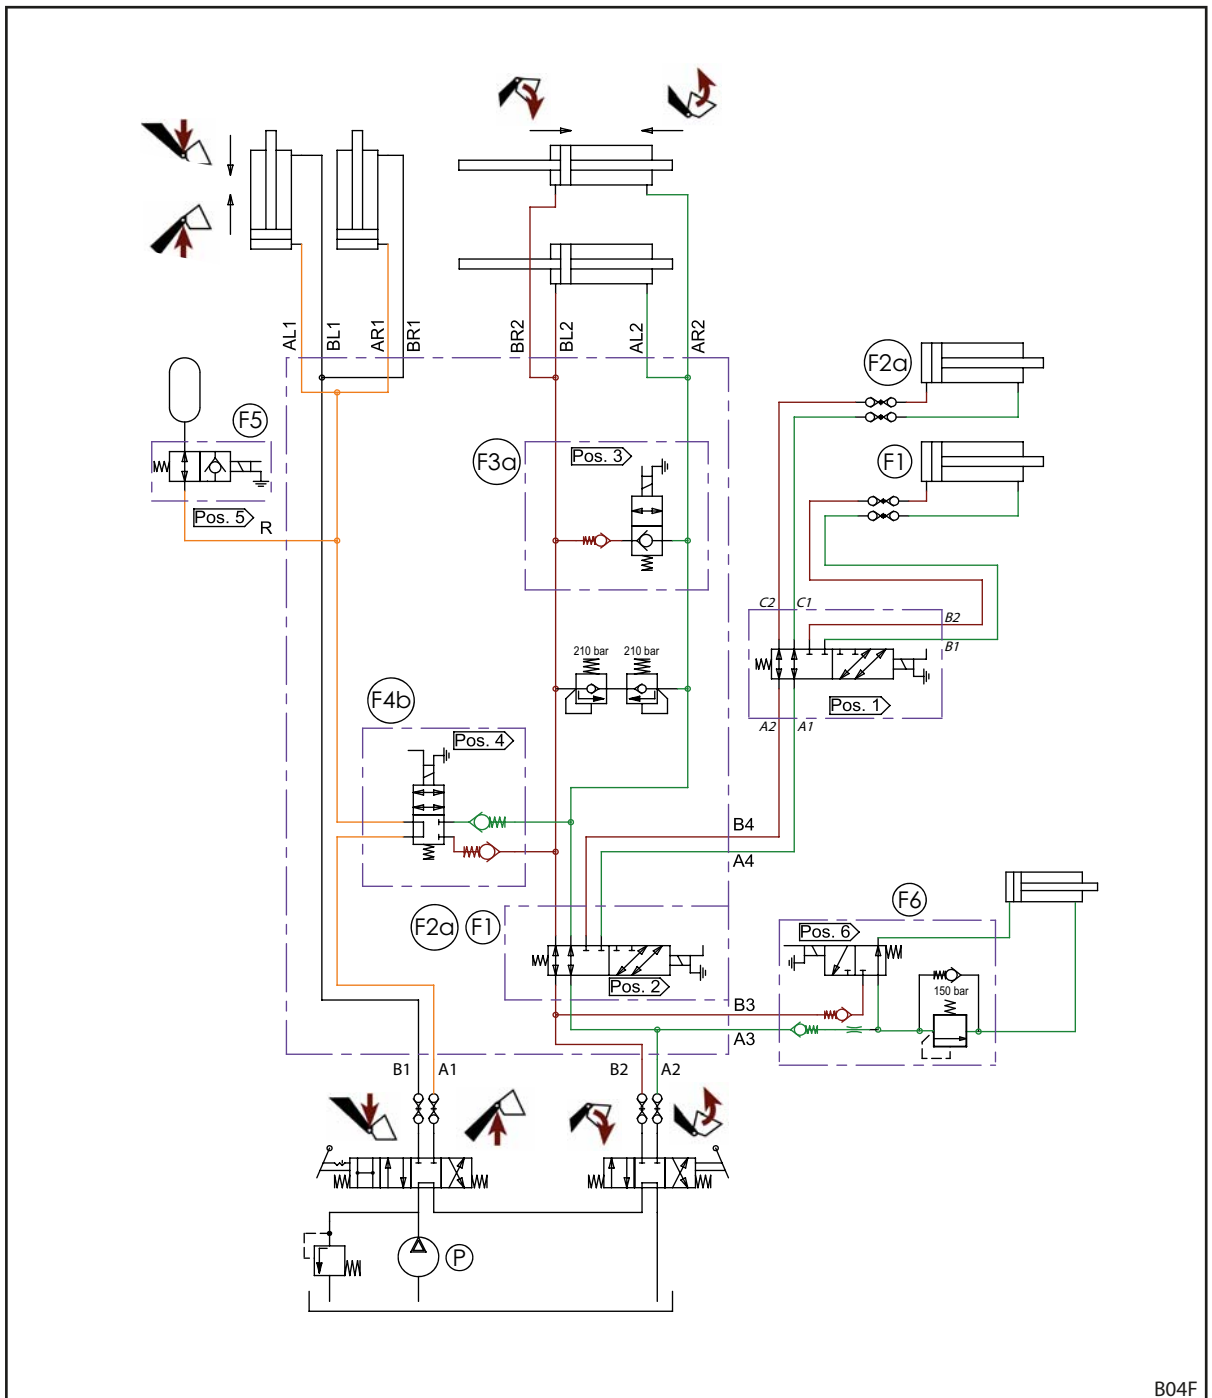 AL1
BL1
AR1
BR1
BR2
BL2
AL2
AR2
F2a
F5
F3a
Pos. 3
F1
Pos. 5
R
C2
C1
B2
B1
210 bar
210 bar
F4b
Pos. 4
Pos. 1
A2
A1
B4
A4
F2a
F1
F6
Pos. 6
Pos. 2
150 bar
B3
A3
B1
A1
B2
A2
P
B04F